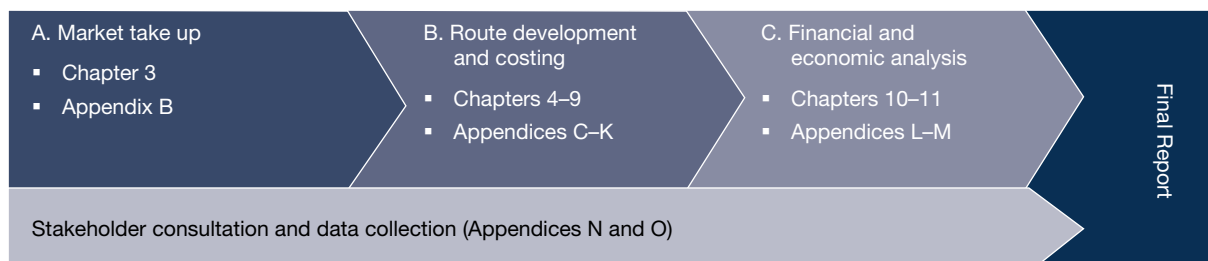 A. Market take up
▪ Chapter 3
▪ Appendix B
B. Route development
and costing
▪ Chapters 4–9
▪ Appendices C–K
C. Financial and
economic analysis
▪ Chapters 10–11
▪ Appendices L–M
Final Report
Stakeholder consultation and data collection (Appendices N and O)